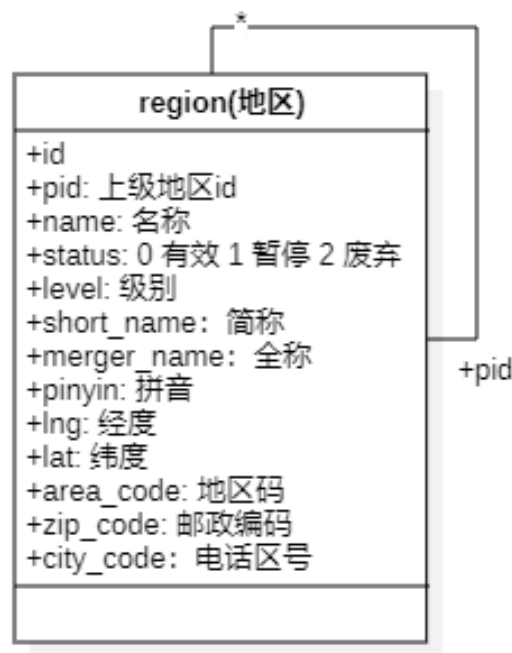 *
region(地区)
+id
+pid: 上级地区id
+name: 名称
+status: 0 有效 1 暂停 2 废弃
+level: 级别
+short_name：简称
+merger_name：全称
+pid
+pinyin: 拼音
+lng: 经度
+lat: 纬度
+area_code: 地区码
+zip_code: 邮政编码
+city_code：电话区号